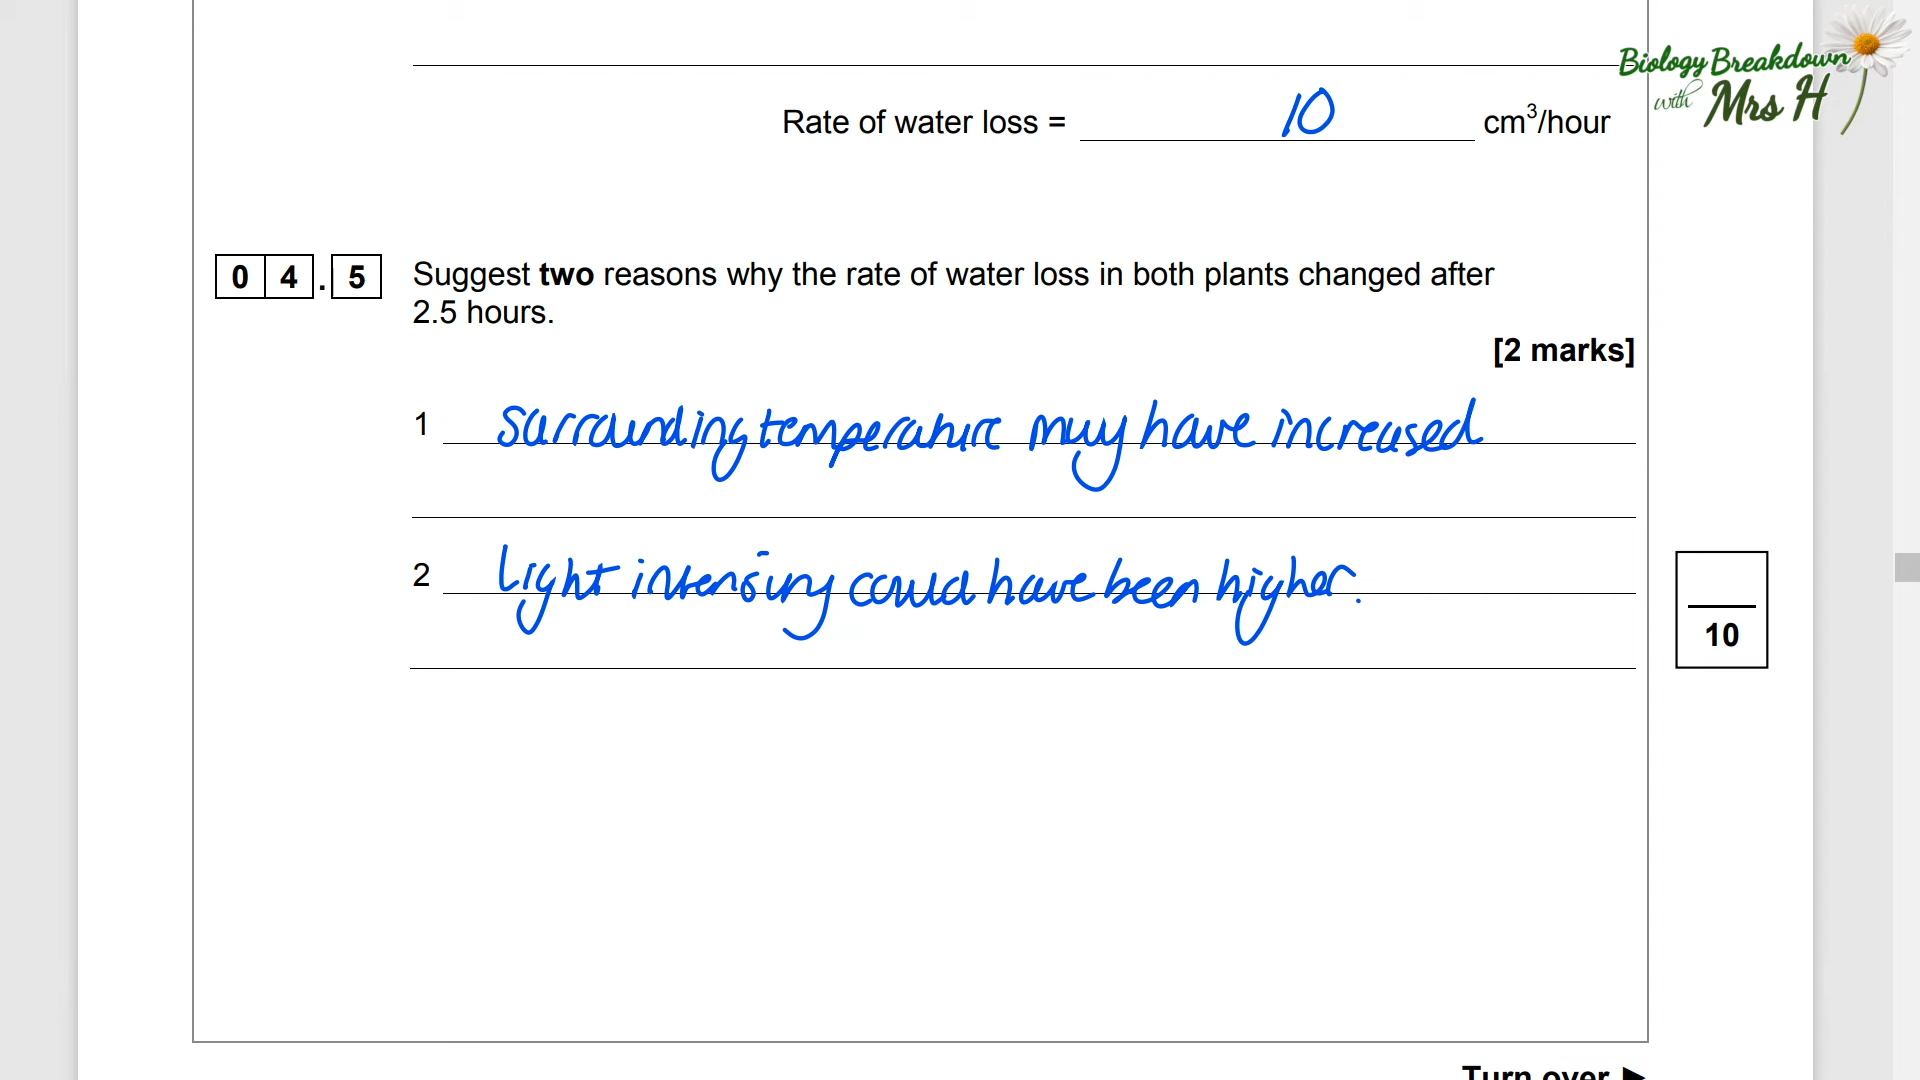 Biology Breakdown
with Mrs H
Rate of water loss = 10 cm³/hour
0 4 . 5 Suggest two reasons why the rate of water loss in both plants changed after
2.5 hours.
[2 marks]
1 surrounding temperature may have increased
2 Light intensity could have been higher.
10
Turn over ►